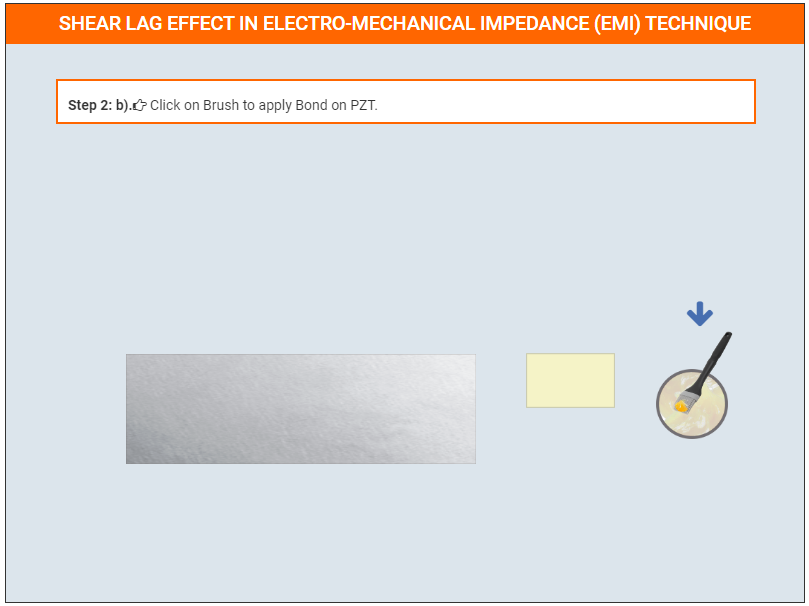 SHEAR LAG EFFECT IN ELECTRO-MECHANICAL IMPEDANCE (EMI) TECHNIQUE
Step 2: b). Click on Brush to apply Bond on PZT.